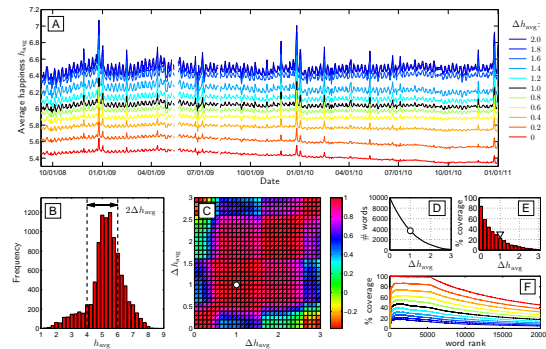 A
Average happiness h_avg
7.2
7
6.8
6.6
6.4
6.2
6
5.8
5.6
5.4
10/01/08 01/01/09 04/01/09 07/01/09 10/01/09 01/01/10 04/01/10 07/01/10 10/01/10 01/01/11
Date
Δh_avg:
2.0
1.8
1.6
1.4
1.2
1.0
0.8
0.6
0.4
0.2
0
B
2Δh_avg
Frequency
1200
1000
800
600
400
200
0
1 2 3 4 5 6 7 8 9
h_avg
C
Δh_avg
3
2.5
2
1.5
1
0.5
0
0 1 2 3
Δh_avg
1
0.8
0.6
0.4
0.2
0
-0.2
D
# words
10000
8000
6000
4000
2000
0
0 1 2 3
Δh_avg
E
% coverage
100
80
60
40
20
0
0 1 2 3
Δh_avg
F
% coverage
100
80
60
40
20
0
0 5000 10000 15000 20000
word rank